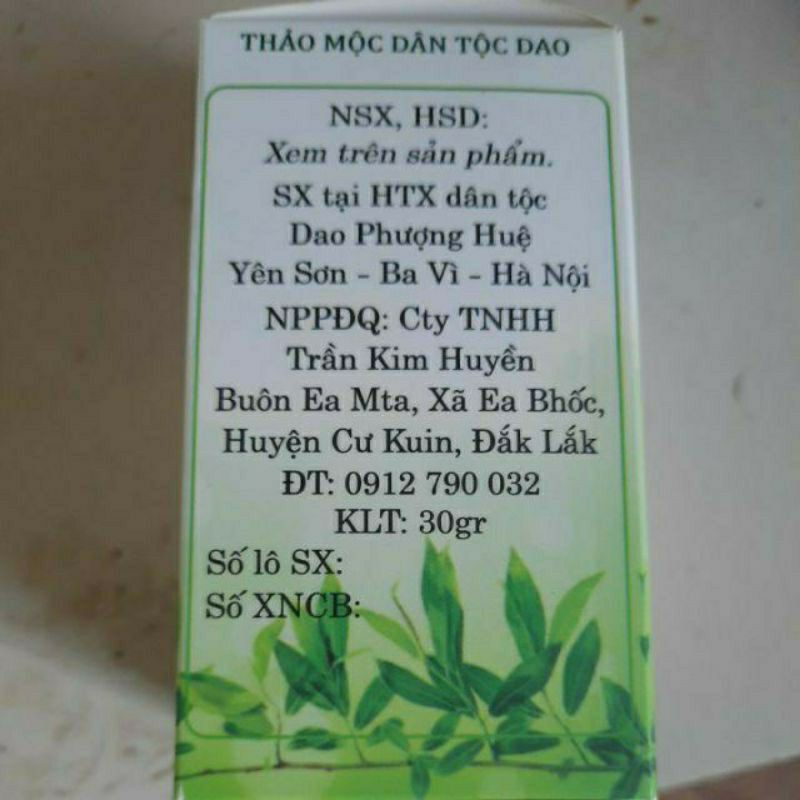 THẢO MỘC DÂN TỘC DAO
NSX, HSD:
Xem trên sản phẩm.
SX tại HTX dân tộc
Dao Phượng Huệ
Yên Sơn - Ba Vì - Hà Nội
NPPĐQ: Cty TNHH
Trần Kim Huyền
Buôn Ea Mta, Xã Ea Bhốc,
Huyện Cư Kuin, Đắk Lắk
ĐT: 0912 790 032
KLT: 30gr
Số lô SX:
Số XNCB: